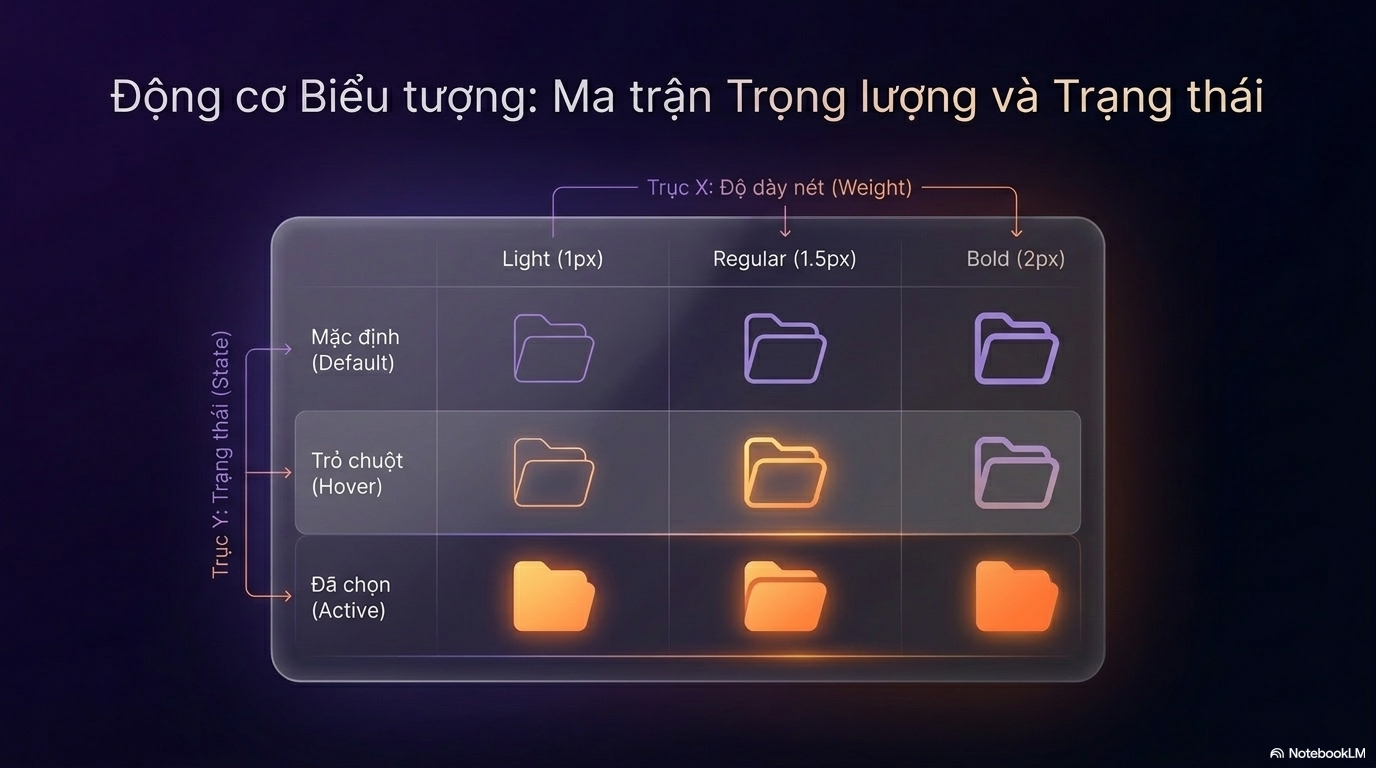 Động cơ Biểu tượng: Ma trận Trọng lượng và Trạng thái
Trục X: Độ dày nét (Weight)
Light (1px)
Regular (1.5px)
Bold (2px)
Trục Y: Trạng thái (State)
Mặc định
(Default)
Trỏ chuột
(Hover)
Đã chọn
(Active)
NotebookLM